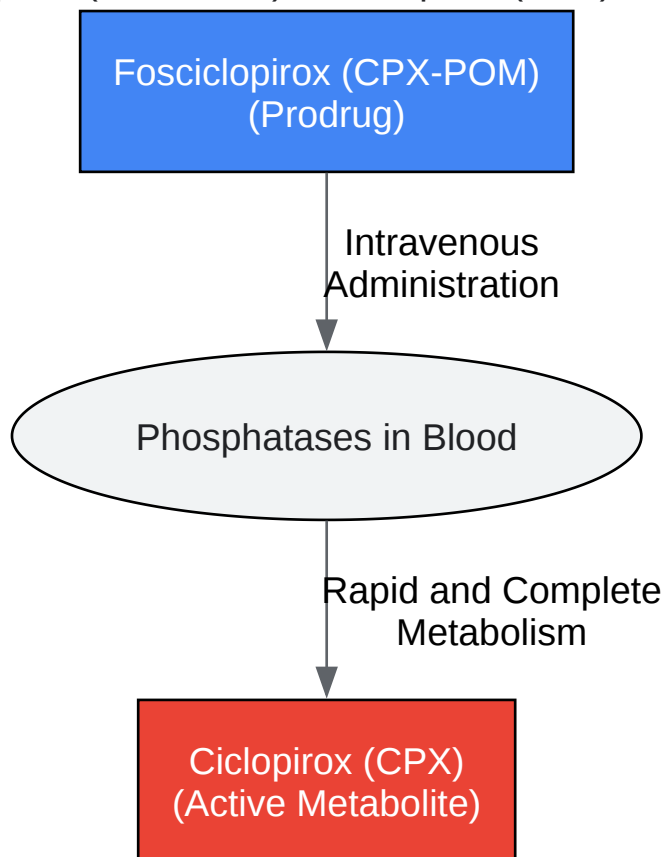 Fosciclopirox (CPX-POM)
(Prodrug)
Intravenous
Administration
Phosphatases in Blood
Rapid and Complete
Metabolism
Ciclopirox (CPX)
(Active Metabolite)